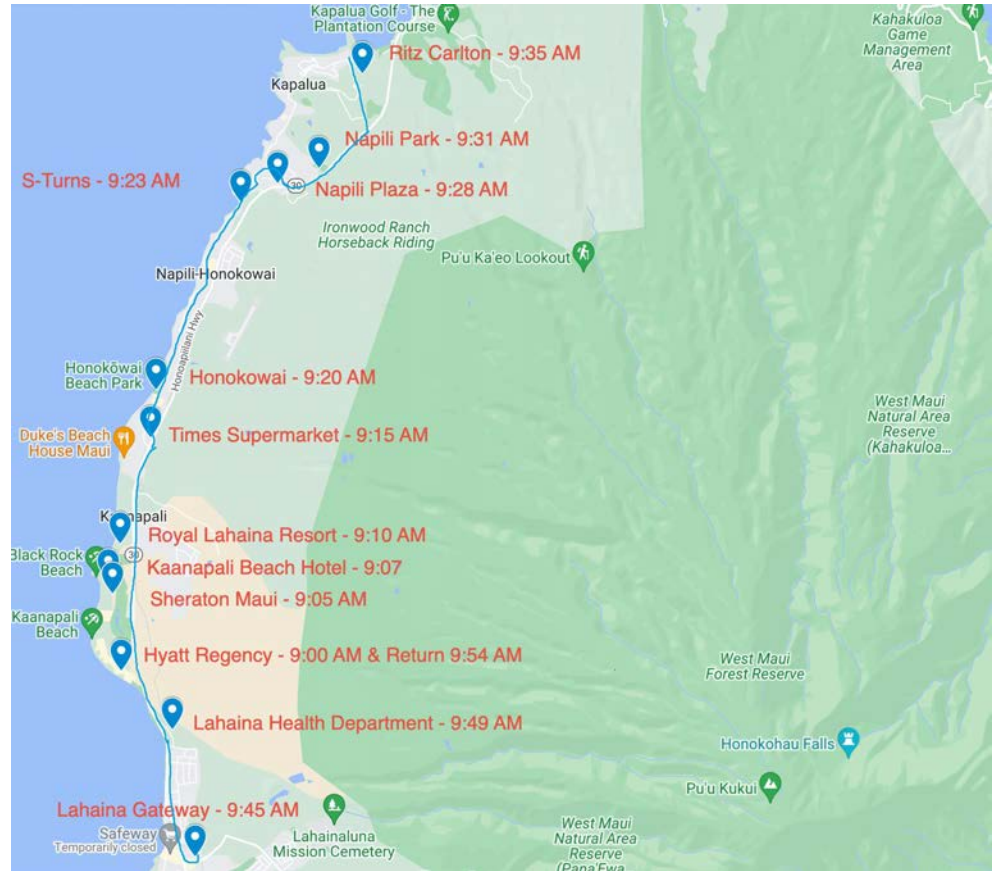 Kapalua Golf - The
Plantation Course
Kahakuloa
Game
Management
Area
Ritz Carlton - 9:35 AM
Kapalua
Napili Park - 9:31 AM
S-Turns - 9:23 AM
Napili Plaza - 9:28 AM
30
Ironwood Ranch
Horseback Riding
Pu'u Ka'eo Lookout
Napili-Honokowai
Honoapiilani Hwy
Honokōwai
Beach Park
Honokowai - 9:20 AM
Times Supermarket - 9:15 AM
Duke's Beach
House Maui
West Maui
Natural Area
Reserve
(Kahakuloa...
Kaanapali
Royal Lahaina Resort - 9:10 AM
Black Rock
Beach
30
Kaanapali Beach Hotel - 9:07
Sheraton Maui - 9:05 AM
Kaanapali
Beach
Hyatt Regency - 9:00 AM & Return 9:54 AM
West Maui
Forest Reserve
Lahaina Health Department - 9:49 AM
Honokohau Falls
Pu'u Kukui
Lahaina Gateway - 9:45 AM
Safeway
Temporarily closed
Lahainaluna
Mission Cemetery
West Maui
Natural Area
Reserve
(Pana'Ewa